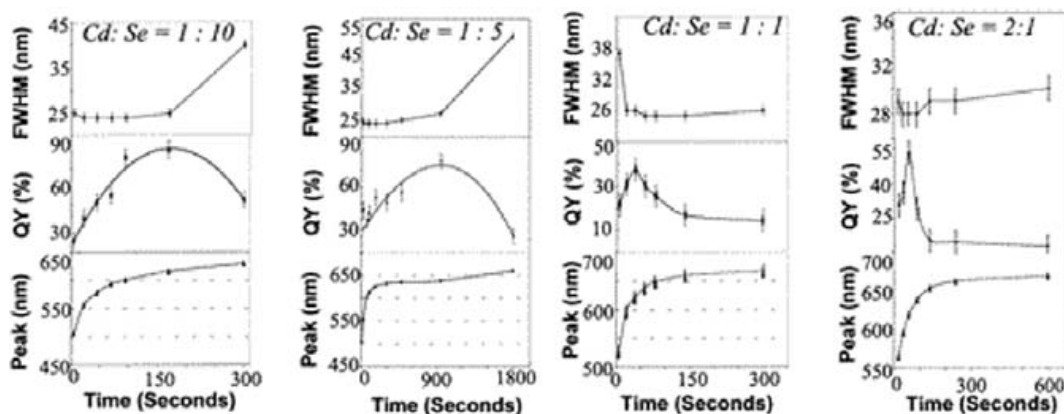 Cd: Se = 1 : 10
FWHM (nm)
45
35
25
QY (%)
90
60
30
Peak (nm)
650
550
450
0
150
300
Time (Seconds)
Cd: Se = 1 : 5
FWHM (nm)
55
45
35
25
QY (%)
90
60
30
Peak (nm)
650
550
450
0
900
1800
Time (Seconds)
Cd: Se = 1 : 1
FWHM (nm)
38
32
26
QY (%)
50
30
10
Peak (nm)
700
600
500
0
150
300
Time (Seconds)
Cd: Se = 2:1
FWHM (nm)
36
32
28
QY (%)
55
40
25
Peak (nm)
700
650
600
550
0
300
600
Time (Seconds)